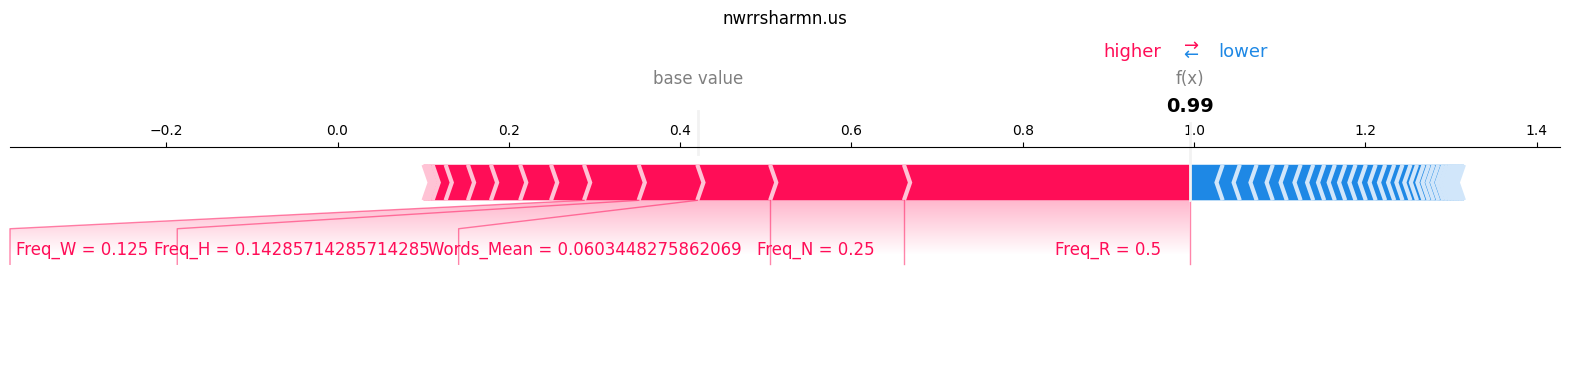 nwrrsharmn.us
higher ⇄ lower
base value f(x)
0.99
−0.2 0.0 0.2 0.4 0.6 0.8 1.0 1.2 1.4
Freq_W = 0.125 Freq_H = 0.14285714285714285 Words_Mean = 0.0603448275862069 Freq_N = 0.25 Freq_R = 0.5